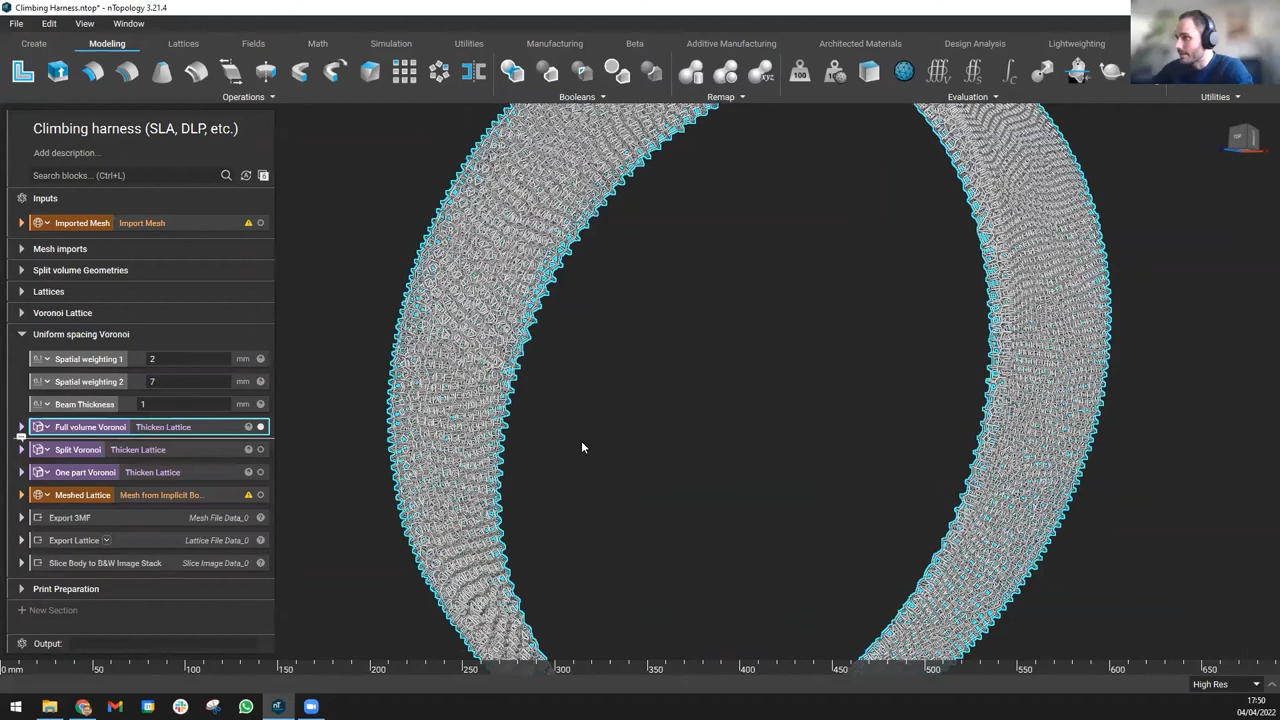 Climbing Harness.ntop* - nTopology 3.21.4
File Edit View Window
Create Modeling Lattices Fields Math Simulation Utilities Manufacturing Beta Additive Manufacturing Architected Materials Design Analysis Lightweighting
Operations Booleans Remap Evaluation Utilities
Climbing harness (SLA, DLP, etc.)
Add description...
Search blocks... (Ctrl+L)
Inputs
Imported Mesh Import Mesh
Mesh imports
Split volume Geometries
Lattices
Voronoi Lattice
Uniform spacing Voronoi
Spatial weighting 1 2 mm
Spatial weighting 2 7 mm
Beam Thickness 1 mm
Full volume Voronoi Thicken Lattice
Split Voronoi Thicken Lattice
One part Voronoi Thicken Lattice
Meshed Lattice Mesh from Implicit Bo...
Export 3MF Mesh File Data_0
Export Lattice Lattice File Data_0
Slice Body to B&W Image Stack Slice Image Data_0
Print Preparation
New Section
Output:
0 mm 50 100 150 200 250 300 350 400 450 500 550 600 650
High Res
17:50
04/04/2022